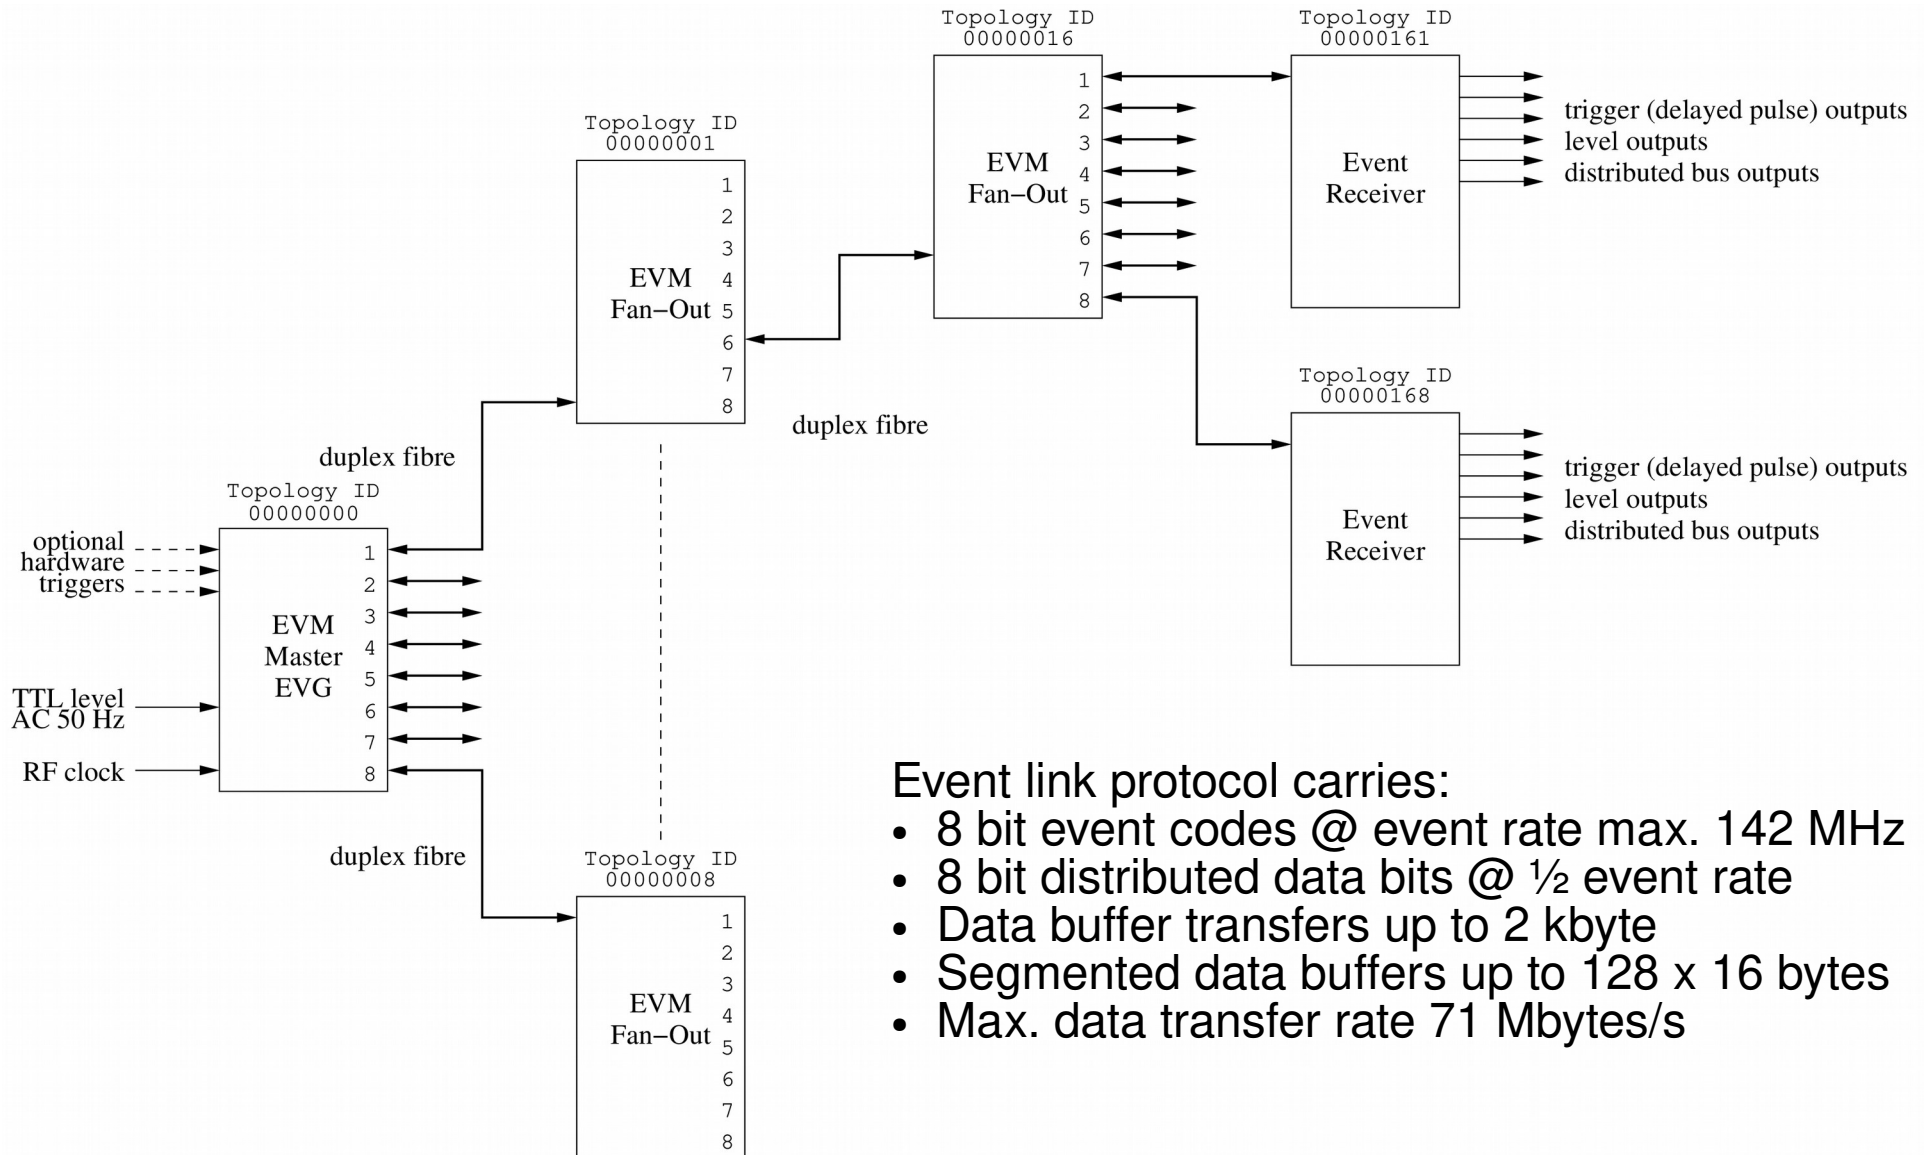 Topology ID
00000016
1
2
3
4
5
6
7
8
EVM
Fan−Out
Topology ID
00000161
Event
Receiver
trigger (delayed pulse) outputs
level outputs
distributed bus outputs
Topology ID
00000001
1
2
3
4
5
6
7
8
EVM
Fan−Out
duplex fibre
duplex fibre
Topology ID
00000168
Event
Receiver
trigger (delayed pulse) outputs
level outputs
distributed bus outputs
Topology ID
00000000
optional
hardware
triggers
TTL level
AC 50 Hz
RF clock
EVM
Master
EVG
1
2
3
4
5
6
7
8
duplex fibre
Topology ID
00000008
EVM
Fan−Out
1
2
3
4
5
6
7
8
Event link protocol carries:
• 8 bit event codes @ event rate max. 142 MHz
• 8 bit distributed data bits @ ½ event rate
• Data buffer transfers up to 2 kbyte
• Segmented data buffers up to 128 x 16 bytes
• Max. data transfer rate 71 Mbytes/s